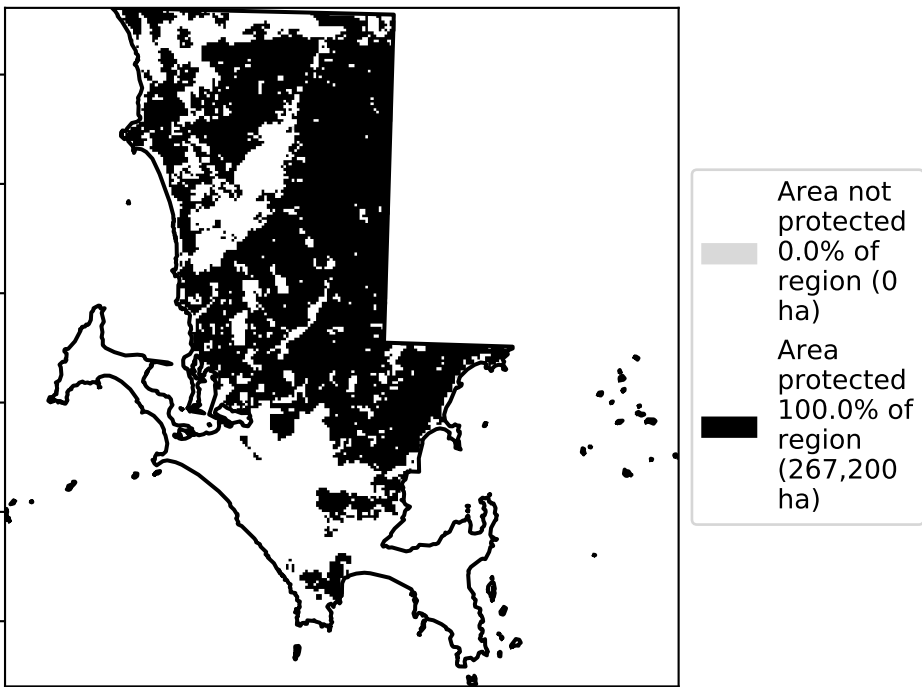 Area not
protected
0.0% of
region (0
ha)
Area
protected
100.0% of
region
(267,200
ha)